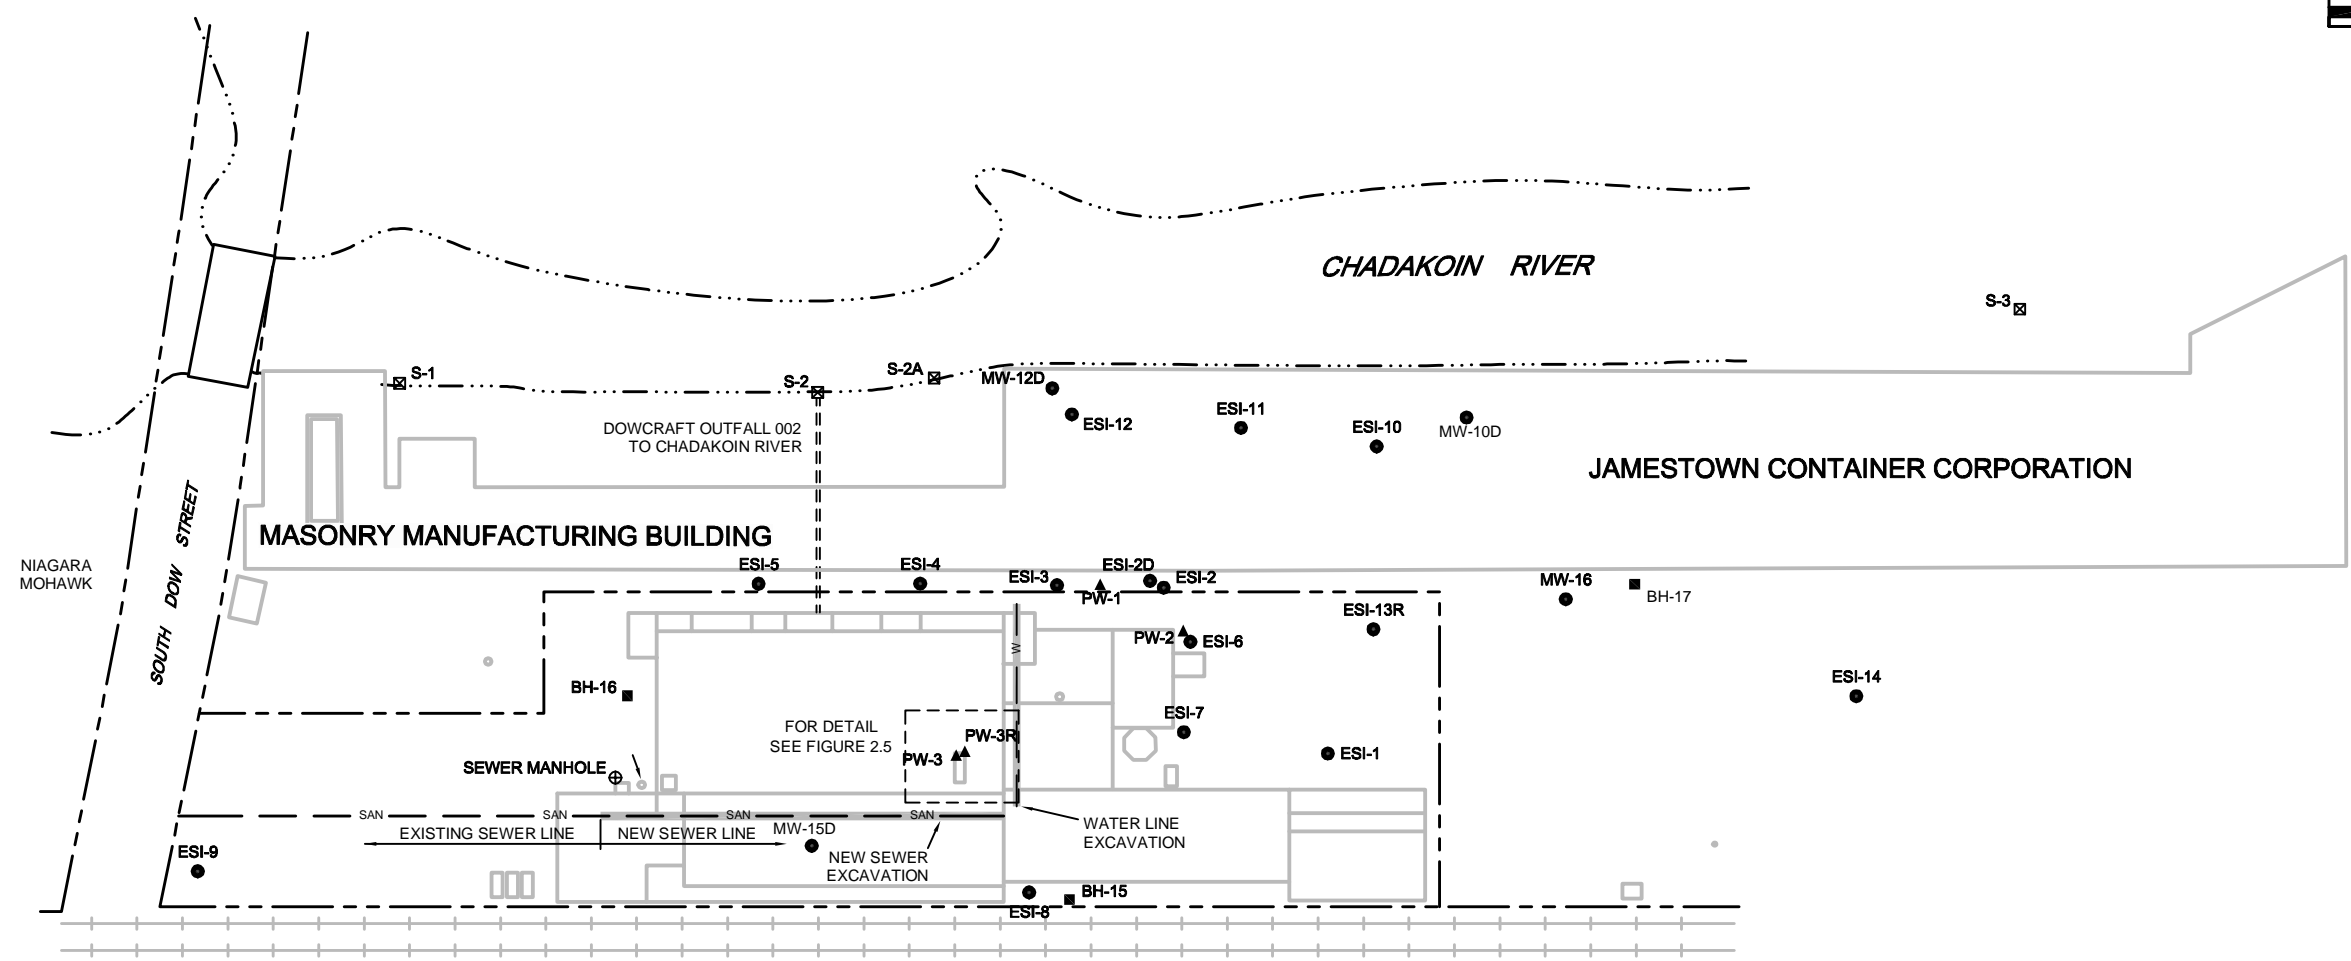 CHADAKOIN RIVER
S-3
S-1
S-2
S-2A
MW-12D
ESI-12
ESI-11
ESI-10
MW-10D
DOWCRAFT OUTFALL 002
TO CHADAKOIN RIVER
JAMESTOWN CONTAINER CORPORATION
MASONRY MANUFACTURING BUILDING
SOUTH DOW STREET
NIAGARA
MOHAWK
ESI-5
ESI-4
ESI-3
PW-1
ESI-2D
ESI-2
MW-16
BH-17
ESI-13R
PW-2
ESI-6
W
BH-16
ESI-14
ESI-7
FOR DETAIL
SEE FIGURE 2.5
PW-3R
PW-3
ESI-1
SEWER MANHOLE
SAN
SAN
SAN
SAN
EXISTING SEWER LINE
NEW SEWER LINE
MW-15D
WATER LINE
EXCAVATION
NEW SEWER
EXCAVATION
ESI-9
BH-15
ESI-8